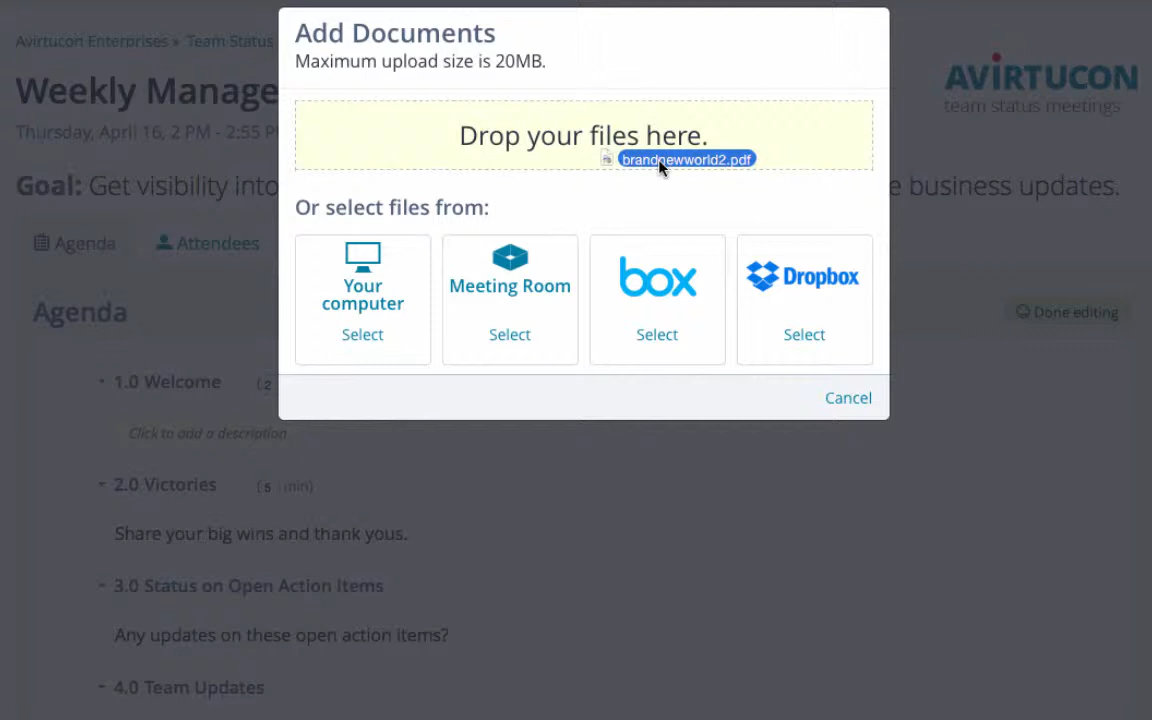 Add Documents
Maximum upload size is 20MB.
Avirtucon Enterprises » Team Status
Weekly Manage
Thursday, April 16, 2 PM - 2:55 P
AVIRTUCON
team status meetings
Drop your files here.
brandnewworld2.pdf
Goal: Get visibility into
e business updates.
Or select files from:
Agenda
Attendees
Your
computer
Select
Meeting Room
Select
box
Select
Dropbox
Select
Agenda
Done editing
1.0 Welcome (2
Cancel
Click to add a description
2.0 Victories (5 min)
Share your big wins and thank yous.
3.0 Status on Open Action Items
Any updates on these open action items?
4.0 Team Updates